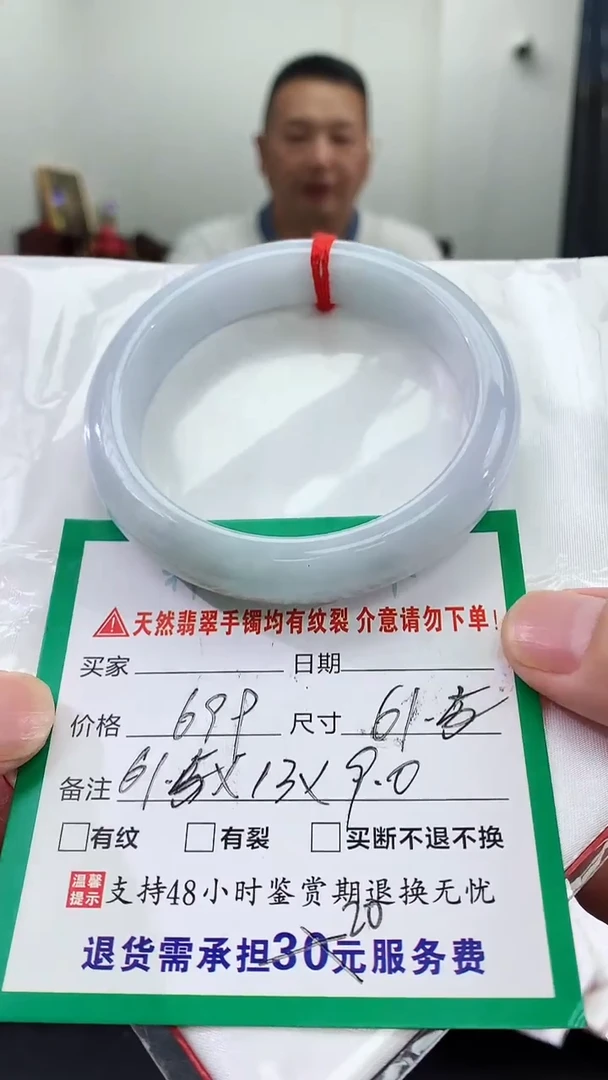 天然翡翠手镯均有纹裂 介意请勿下单!
买家 日期
价格 699 尺寸 61.5
备注 61.5X13X9.0
□有纹 □有裂 □买断不退不换
温馨提示 支持48小时鉴赏期退换无忧
20
退货需承担30元服务费